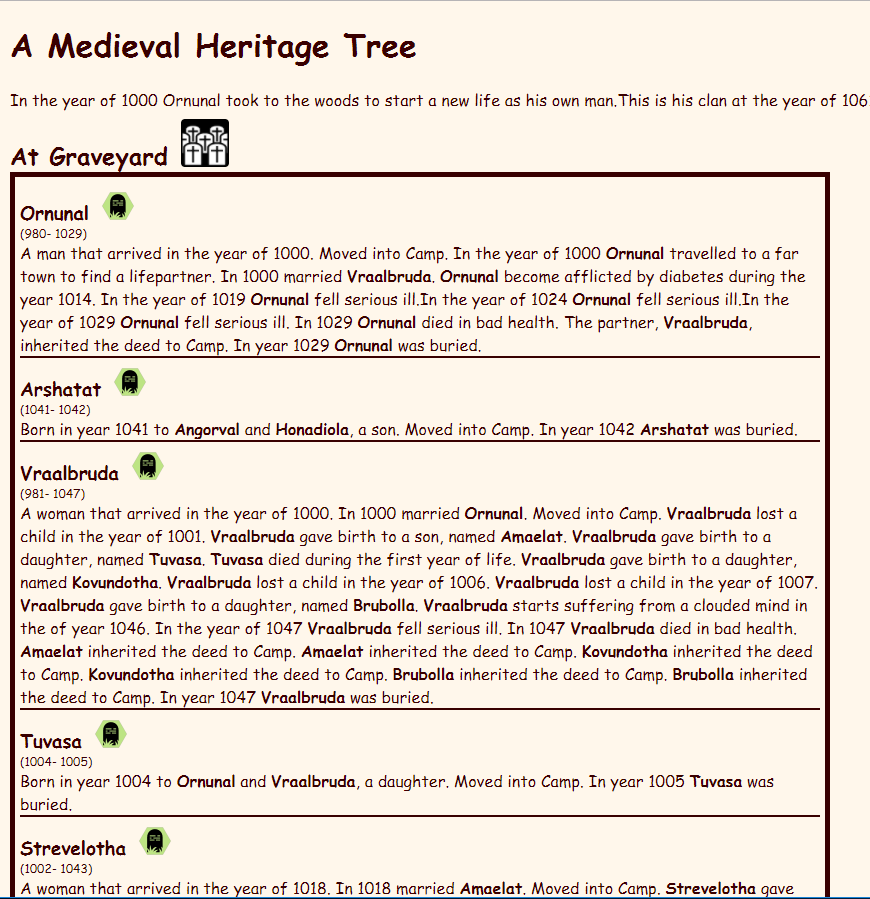 A Medieval Heritage Tree
In the year of 1000 Ornunal took to the woods to start a new life as his own man.This is his clan at the year of 106
At Graveyard
Ornunal
(980- 1029)
A man that arrived in the year of 1000. Moved into Camp. In the year of 1000 Ornunal travelled to a far
town to find a lifepartner. In 1000 married Vraalbruda. Ornunal become afflicted by diabetes during the
year 1014. In the year of 1019 Ornunal fell serious ill.In the year of 1024 Ornunal fell serious ill.In the
year of 1029 Ornunal fell serious ill. In 1029 Ornunal died in bad health. The partner, Vraalbruda,
inherited the deed to Camp. In year 1029 Ornunal was buried.
Arshatat
(1041- 1042)
Born in year 1041 to Angorval and Honadiola, a son. Moved into Camp. In year 1042 Arshatat was buried.
Vraalbruda
(981- 1047)
A woman that arrived in the year of 1000. In 1000 married Ornunal. Moved into Camp. Vraalbruda lost a
child in the year of 1001. Vraalbruda gave birth to a son, named Amaelat. Vraalbruda gave birth to a
daughter, named Tuvasa. Tuvasa died during the first year of life. Vraalbruda gave birth to a daughter,
named Kovundotha. Vraalbruda lost a child in the year of 1006. Vraalbruda lost a child in the year of 1007.
Vraalbruda gave birth to a daughter, named Brubolla. Vraalbruda starts suffering from a clouded mind in
the of year 1046. In the year of 1047 Vraalbruda fell serious ill. In 1047 Vraalbruda died in bad health.
Amaelat inherited the deed to Camp. Amaelat inherited the deed to Camp. Kovundotha inherited the deed
to Camp. Kovundotha inherited the deed to Camp. Brubolla inherited the deed to Camp. Brubolla inherited
the deed to Camp. In year 1047 Vraalbruda was buried.
Tuvasa
(1004- 1005)
Born in year 1004 to Ornunal and Vraalbruda, a daughter. Moved into Camp. In year 1005 Tuvasa was
buried.
Strevelotha
(1002- 1043)
A woman that arrived in the year of 1018. In 1018 married Amaelat. Moved into Camp. Strevelotha gave